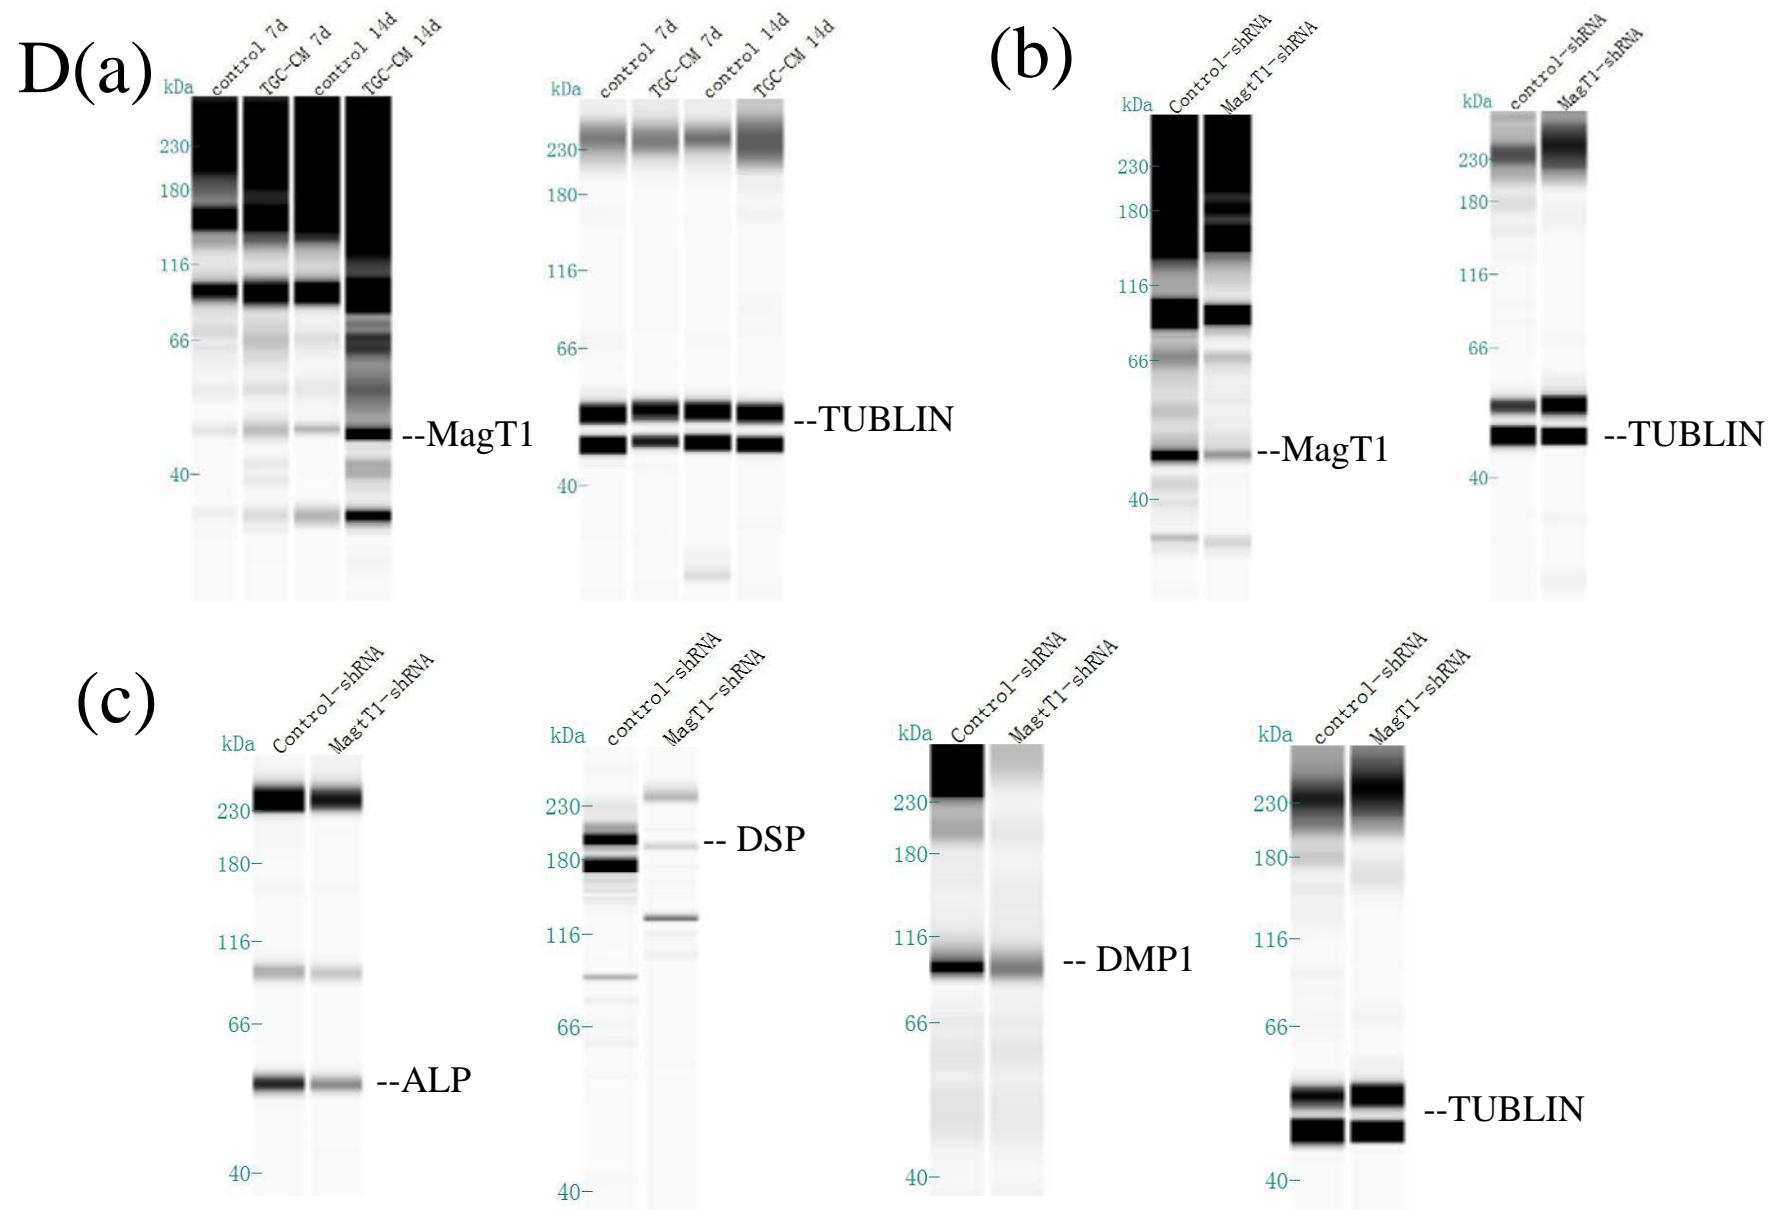 D(a)
control 7d
TGC-CM 7d
control 14d
TGC-CM 14d
kDa
230
180
116
66
40
--MagT1
control 7d
TGC-CM 7d
control 14d
TGC-CM 14d
kDa
230
180
116
66
40
--TUBLIN
(b)
Control-shRNA
MagtT1-shRNA
kDa
230
180
116
66
40
--MagT1
control-shRNA
MagT1-shRNA
kDa
230
180
116
66
40
--TUBLIN
(c)
Control-shRNA
MagtT1-shRNA
kDa
230
180
116
66
40
--ALP
control-shRNA
MagT1-shRNA
kDa
230
180
116
66
40
-- DSP
Control-shRNA
MagtT1-shRNA
kDa
230
180
116
66
40
-- DMP1
control-shRNA
MagT1-shRNA
kDa
230
180
116
66
40
--TUBLIN